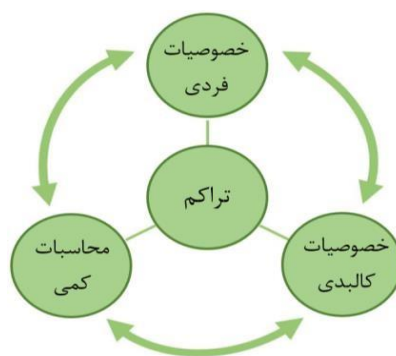 خصوصیات
فردی
تراکم
خصوصیات
کالبدی
محاسبات
کمی